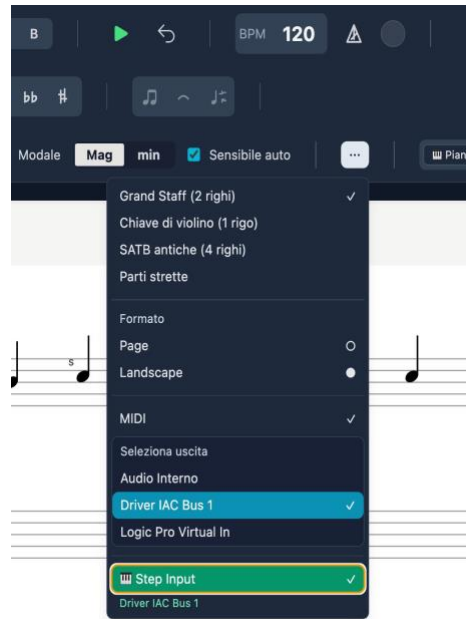 B
BPM 120
bb
Modale Mag min Sensibile auto ... Pian
Grand Staff (2 righi)
Chiave di violino (1 rigo)
SATB antiche (4 righi)
Parti strette
Formato
Page
Landscape
s
MIDI
Seleziona uscita
Audio Interno
Driver IAC Bus 1
Logic Pro Virtual In
Step Input
Driver IAC Bus 1